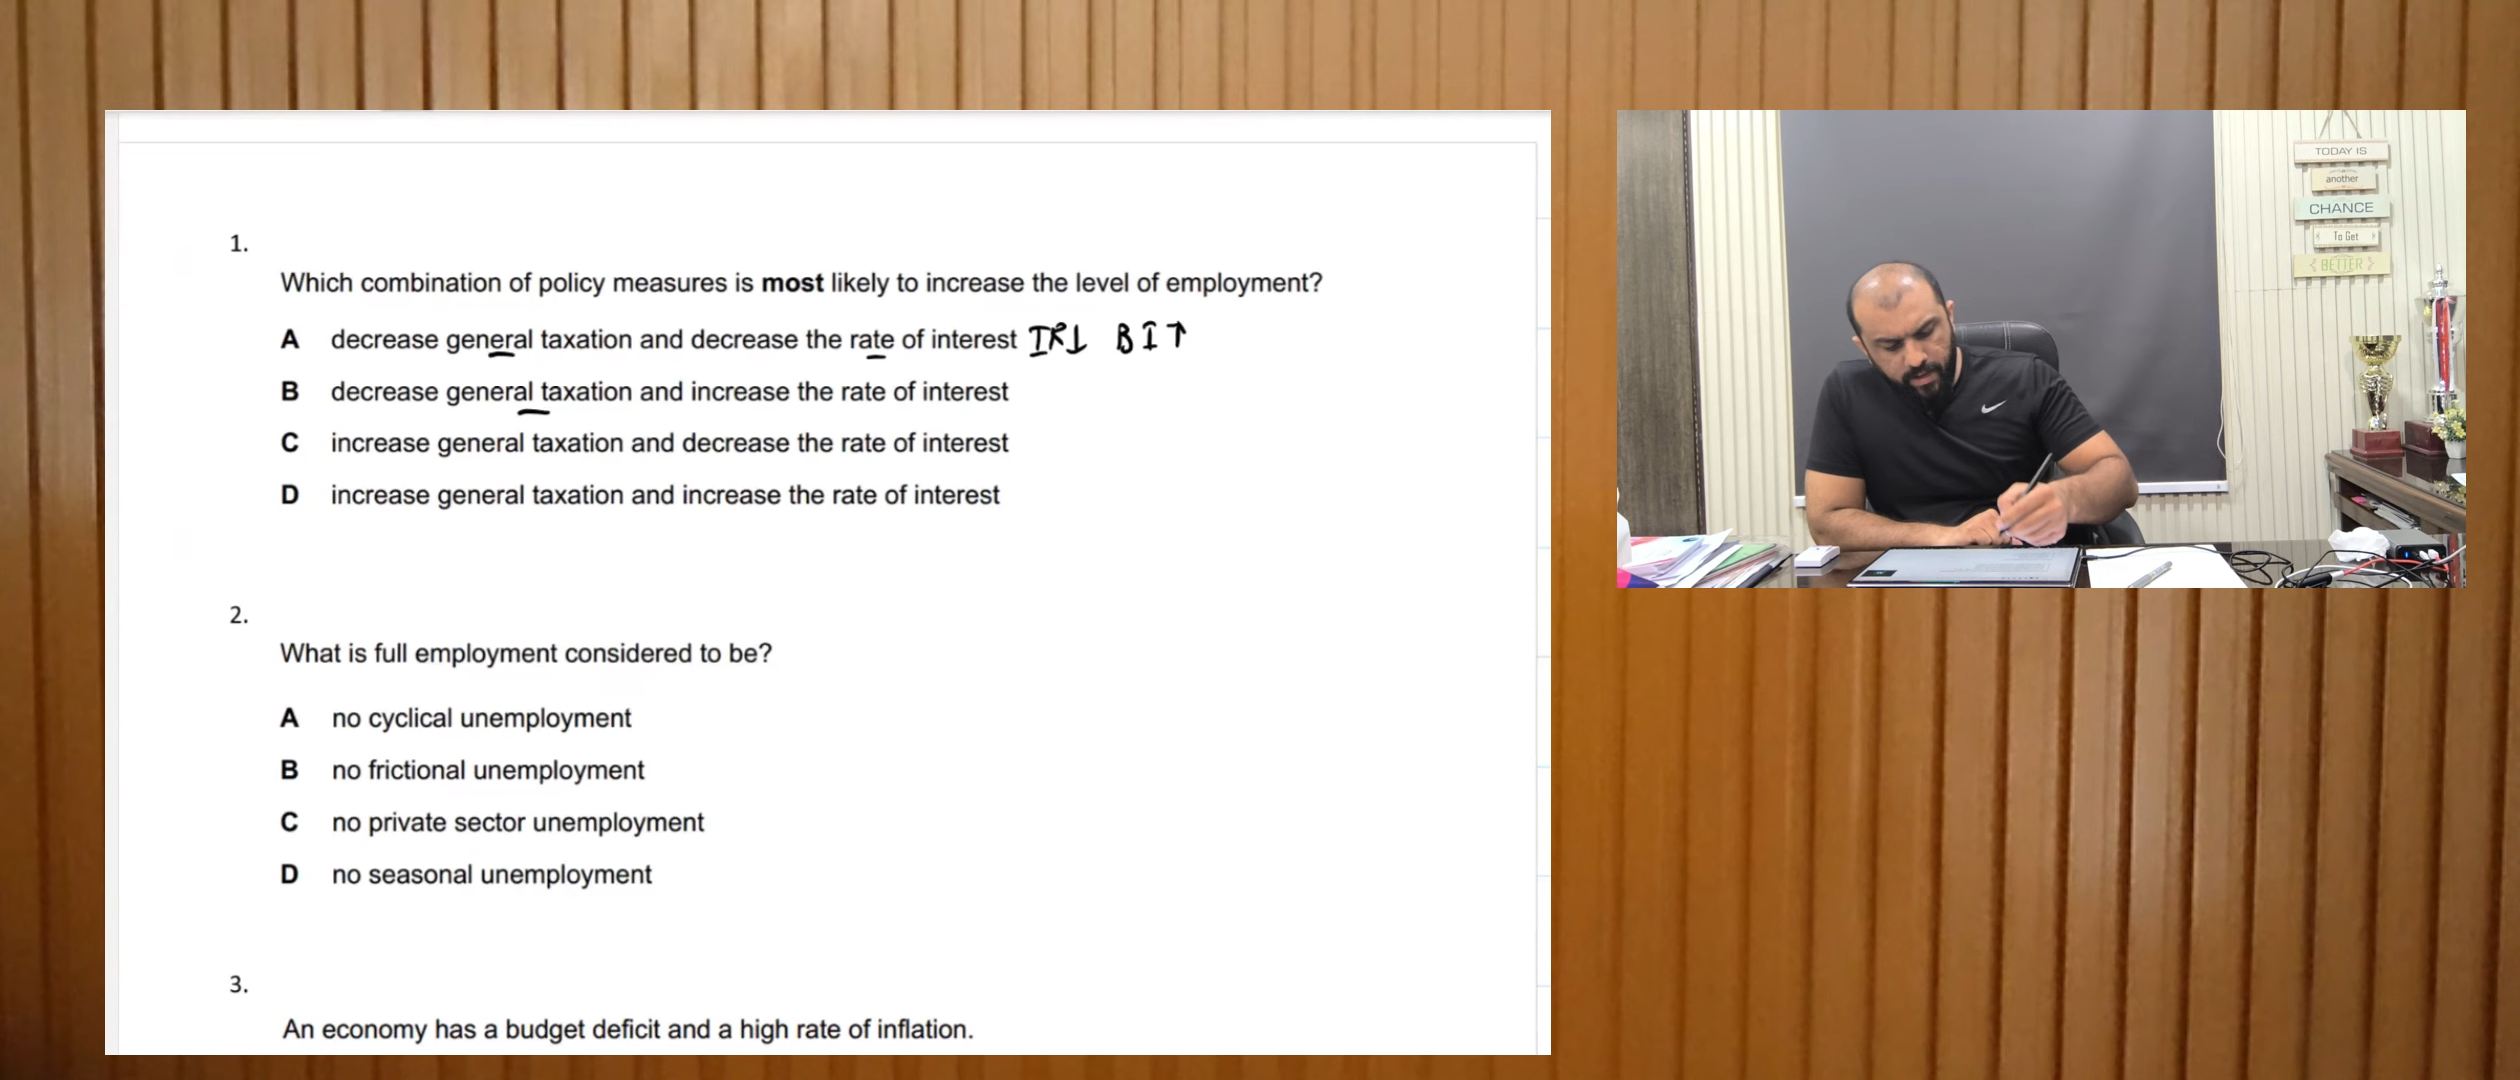 1.
Which combination of policy measures is most likely to increase the level of employment?
A decrease general taxation and decrease the rate of interest IR↓ BI↑
B decrease general taxation and increase the rate of interest
C increase general taxation and decrease the rate of interest
D increase general taxation and increase the rate of interest
2.
What is full employment considered to be?
A no cyclical unemployment
B no frictional unemployment
C no private sector unemployment
D no seasonal unemployment
3.
An economy has a budget deficit and a high rate of inflation.
TODAY IS
another
CHANCE
To Get
BETTER